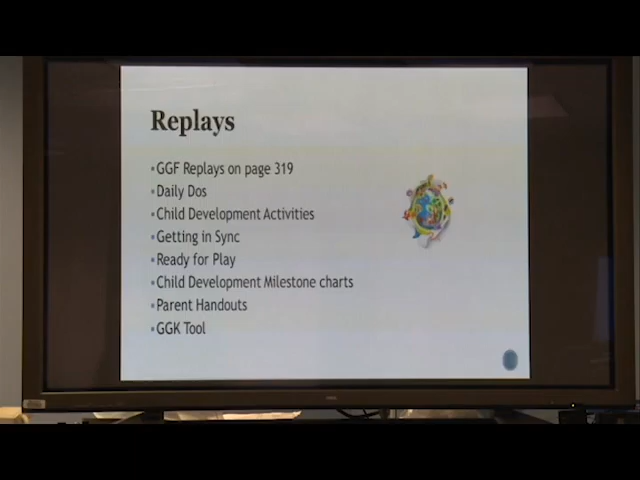 Replays
GGF Replays on page 319
Daily Dos
Child Development Activities
Getting in Sync
Ready for Play
Child Development Milestone charts
Parent Handouts
GGK Tool